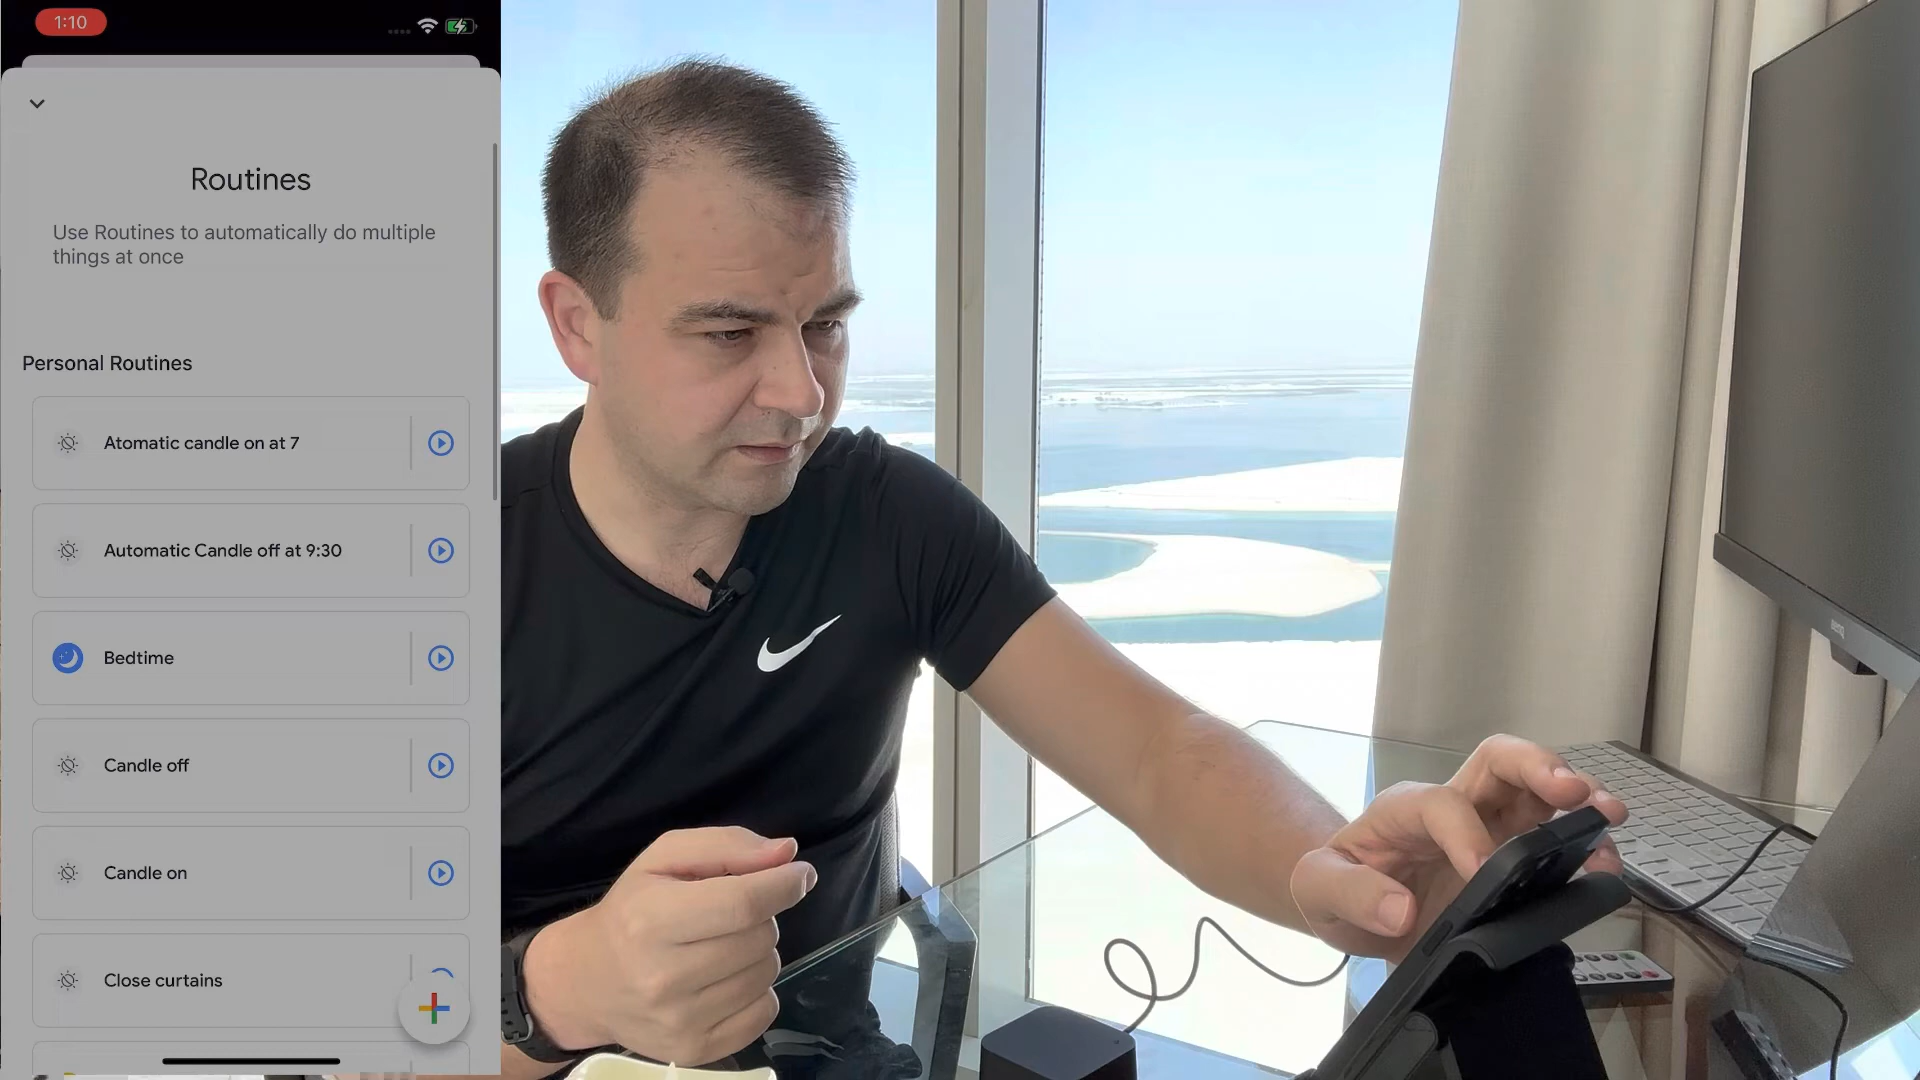 1:10
Routines
Use Routines to automatically do multiple
things at once
Personal Routines
Atomatic candle on at 7
Automatic Candle off at 9:30
Bedtime
Candle off
Candle on
Close curtains
BenQ